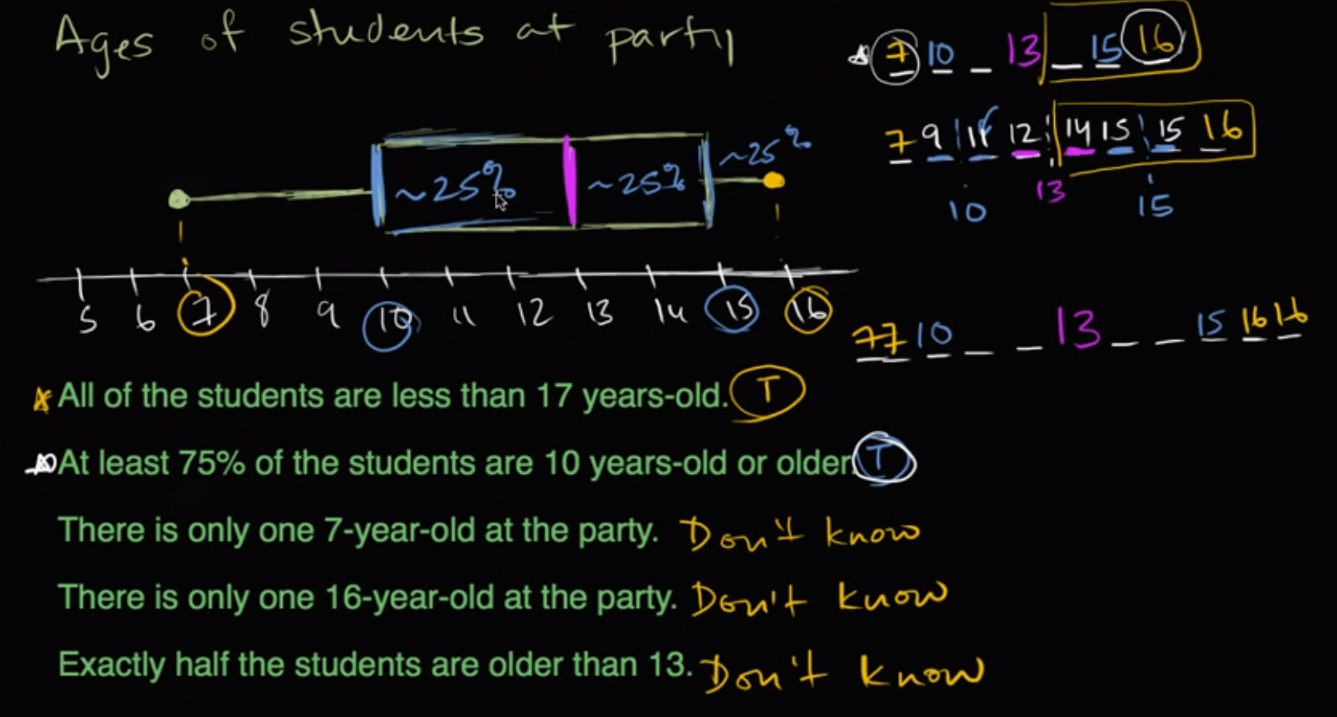 Ages of students at party
7 10 _ 13 _ 15 16
7 9 11 12 14 15 15 16
10 13 15
~25% ~25% ~25%
5 6 7 8 9 10 11 12 13 14 15 16
7 7 10 _ _ 13 _ _ 15 16 16
All of the students are less than 17 years-old. T
At least 75% of the students are 10 years-old or older T
There is only one 7-year-old at the party. Don't know
There is only one 16-year-old at the party. Don't know
Exactly half the students are older than 13. Don't know